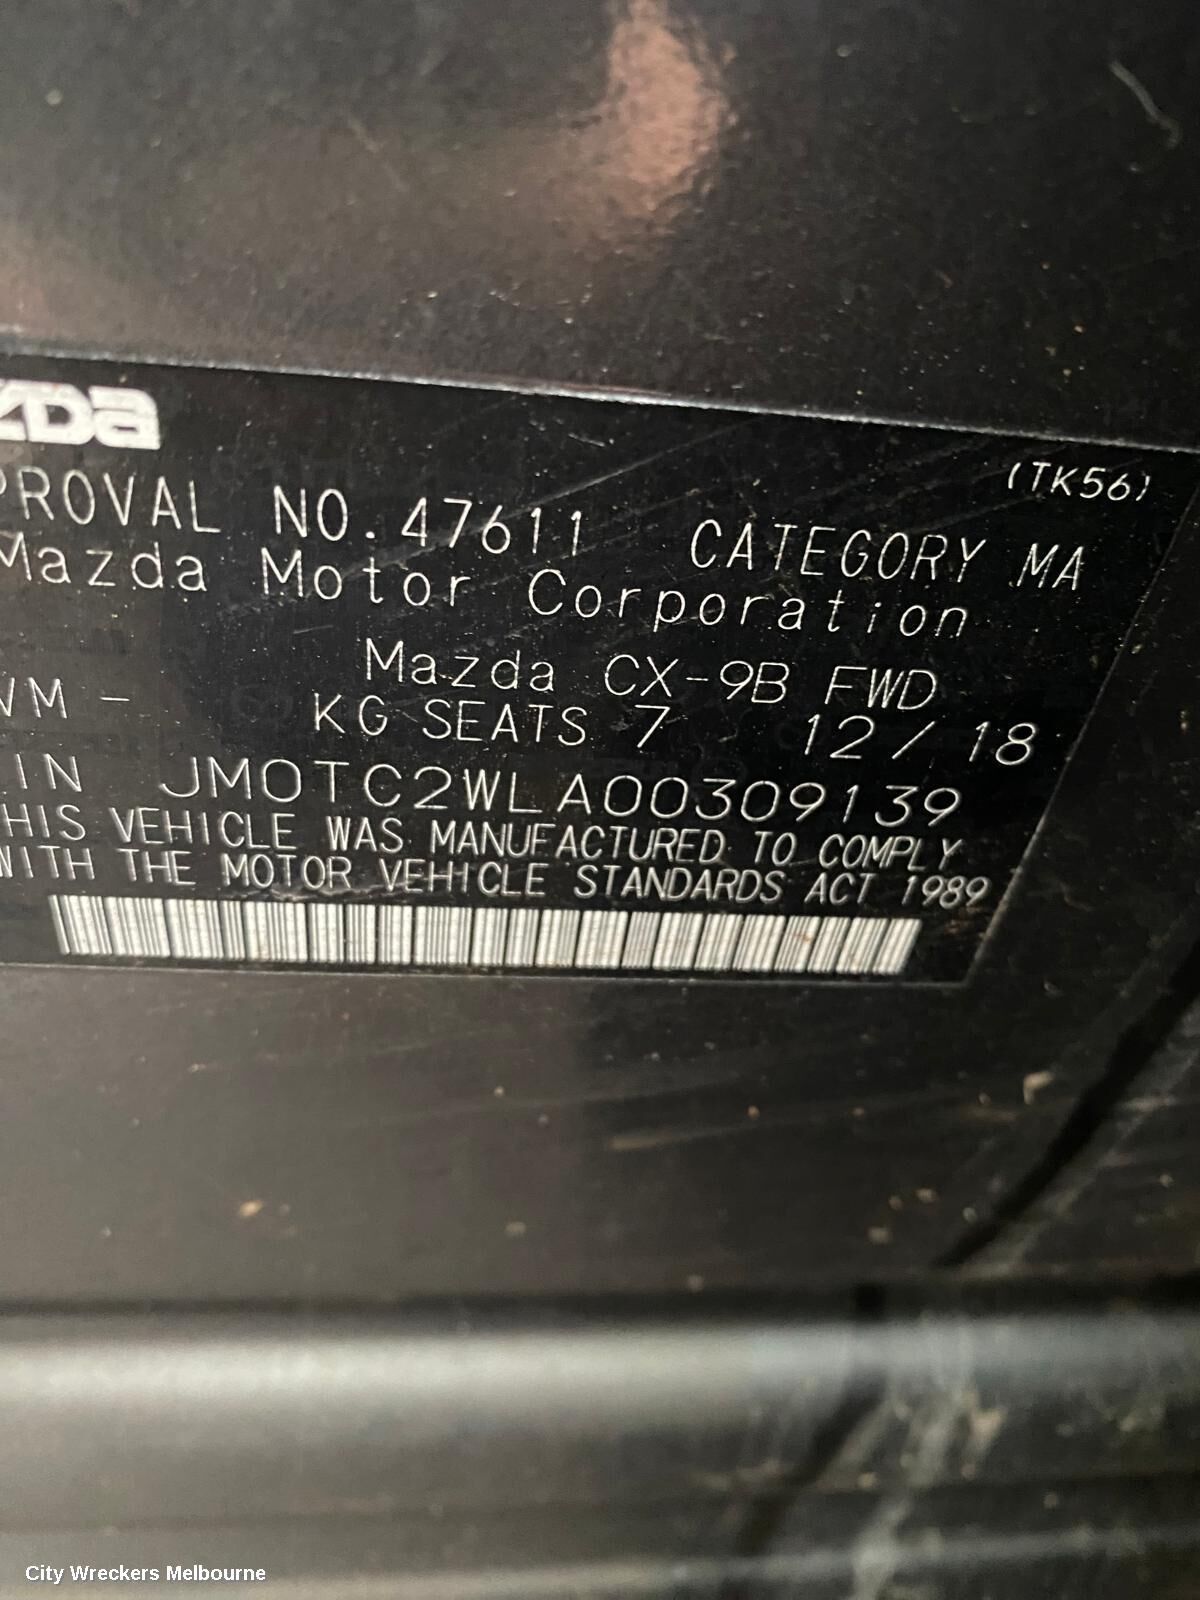 ZDA
(TK56)
PROVAL NO. 47611 CATEGORY MA
Mazda Motor Corporation
Mazda CX-9B FWD
VM - KG SEATS 7 12/18
IN JM0TC2WLA00309139
HIS VEHICLE WAS MANUFACTURED TO COMPLY
WITH THE MOTOR VEHICLE STANDARDS ACT 1989
City Wreckers Melbourne